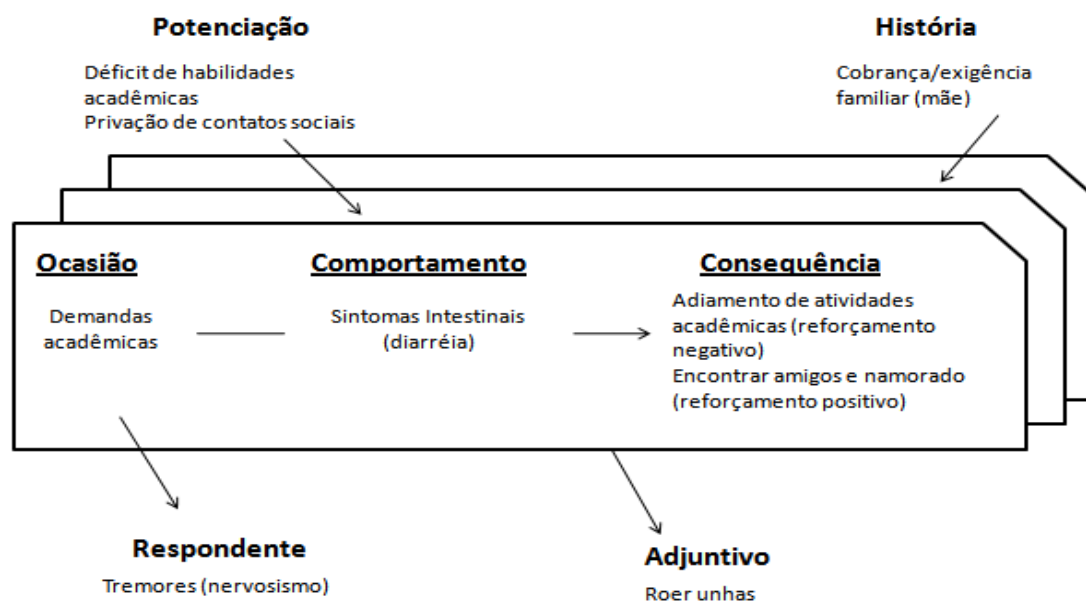 Potenciação
Déficit de habilidades
acadêmicas
Privação de contatos sociais
História
Cobrança/exigência
familiar (mãe)
Ocasião
Demandas
acadêmicas
Comportamento
Sintomas Intestinais
(diarréia)
Consequência
Adiamento de atividades
acadêmicas (reforçamento
negativo)
Encontrar amigos e namorado
(reforçamento positivo)
Respondente
Tremores (nervosismo)
Adjuntivo
Roer unhas